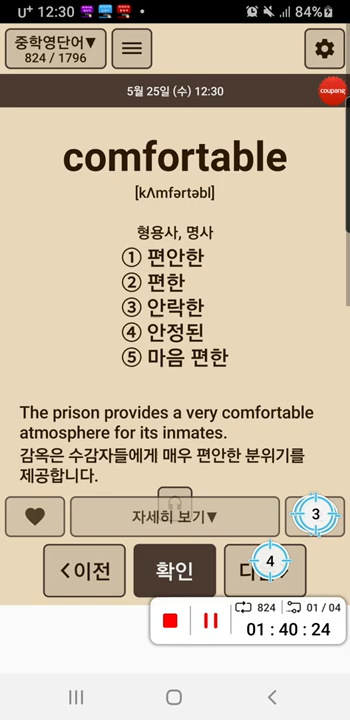 U+ 12:30 84%
중학영단어▼
824 / 1796
5월 25일 (수) 12:30
coupang
comfortable
[kʌmfərtəbl]
형용사, 명사
① 편안한
② 편한
③ 안락한
④ 안정된
⑤ 마음 편한
The prison provides a very comfortable
atmosphere for its inmates.
감옥은 수감자들에게 매우 편안한 분위기를
제공합니다.
자세히 보기▼
3
<이전
확인
4
824 01 / 04
01 : 40 : 24